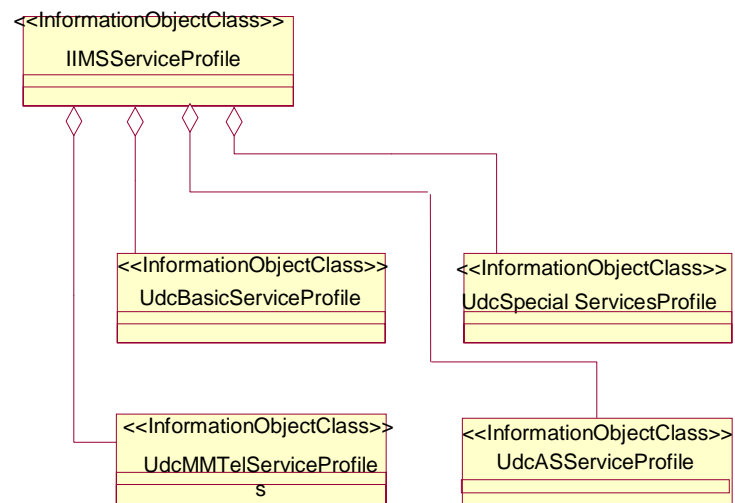 <<InformationObjectClass>>
IIMSServiceProfile
<<InformationObjectClass>>
UdcBasicServiceProfile
<<InformationObjectClass>>
UdcSpecial ServicesProfile
<<InformationObjectClass>>
UdcMMTelServiceProfile
s
<<InformationObjectClass>>
UdcASServiceProfile